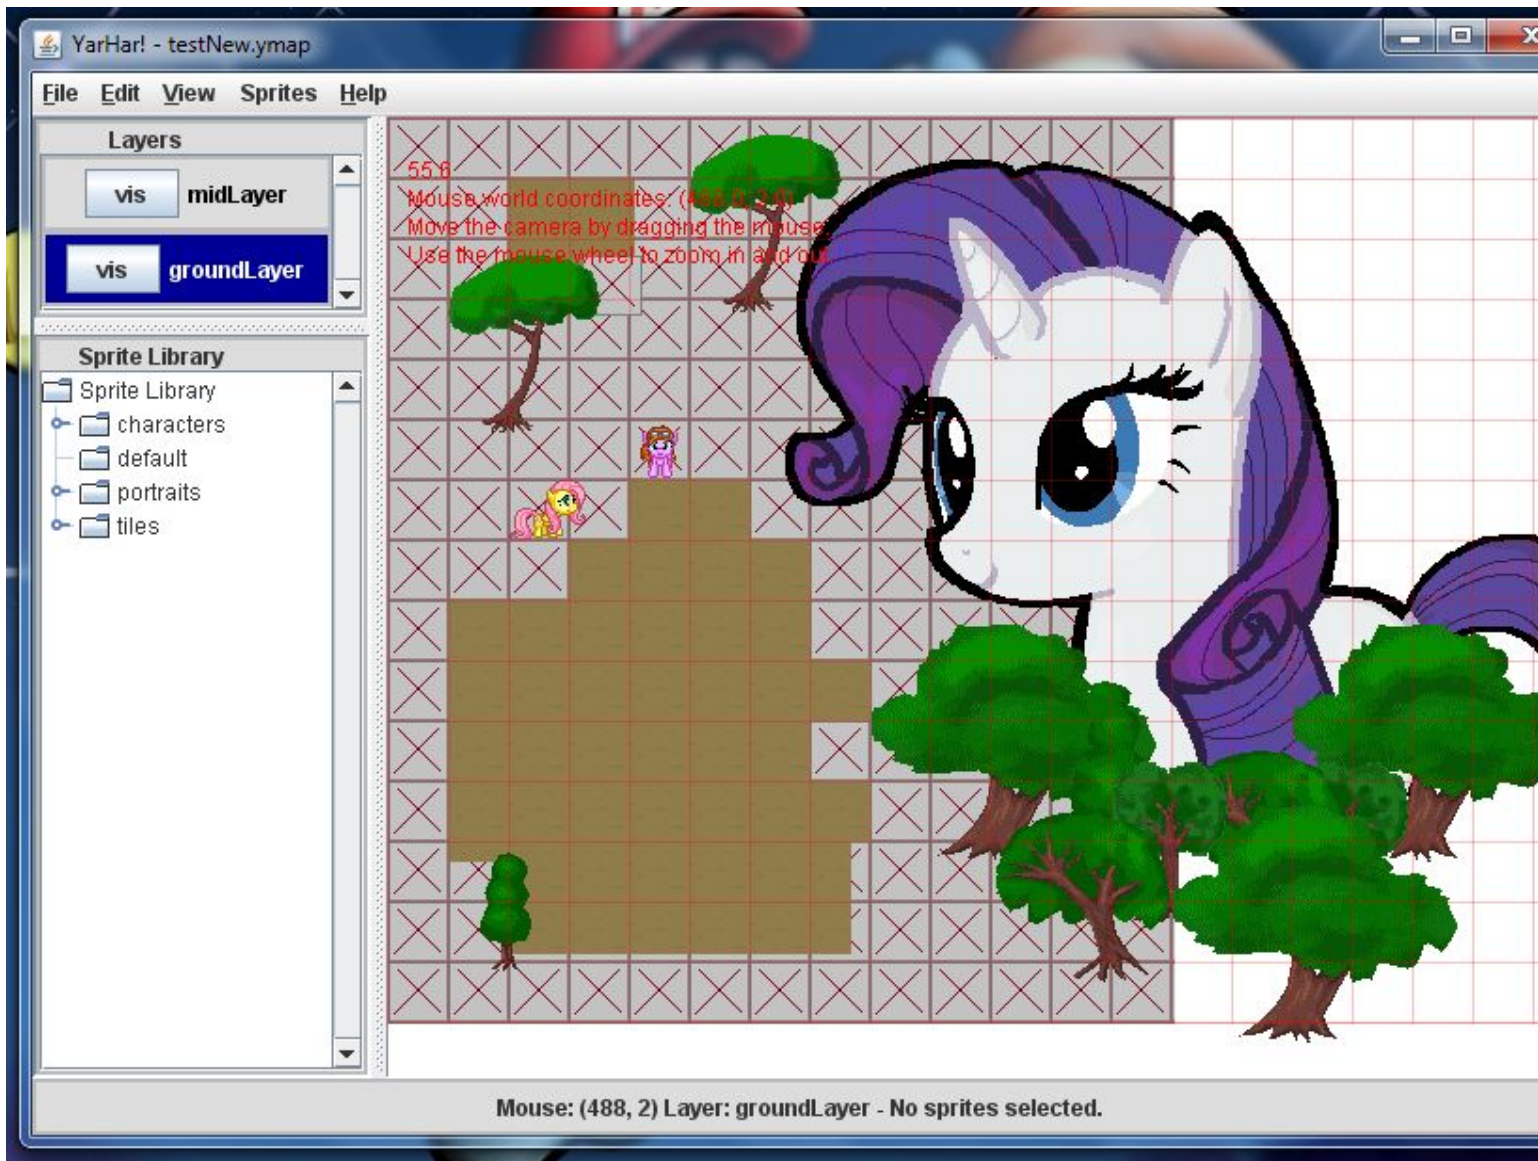 YarHar! - testNew.ymap
File Edit View Sprites Help
Layers
vis midLayer
vis groundLayer
Sprite Library
Sprite Library
characters
default
portraits
tiles
55.6
Mouse world coordinates: (488.0, 2.0)
Move the camera by dragging the mouse.
Use the mouse wheel to zoom in and out.
Mouse: (488, 2) Layer: groundLayer - No sprites selected.